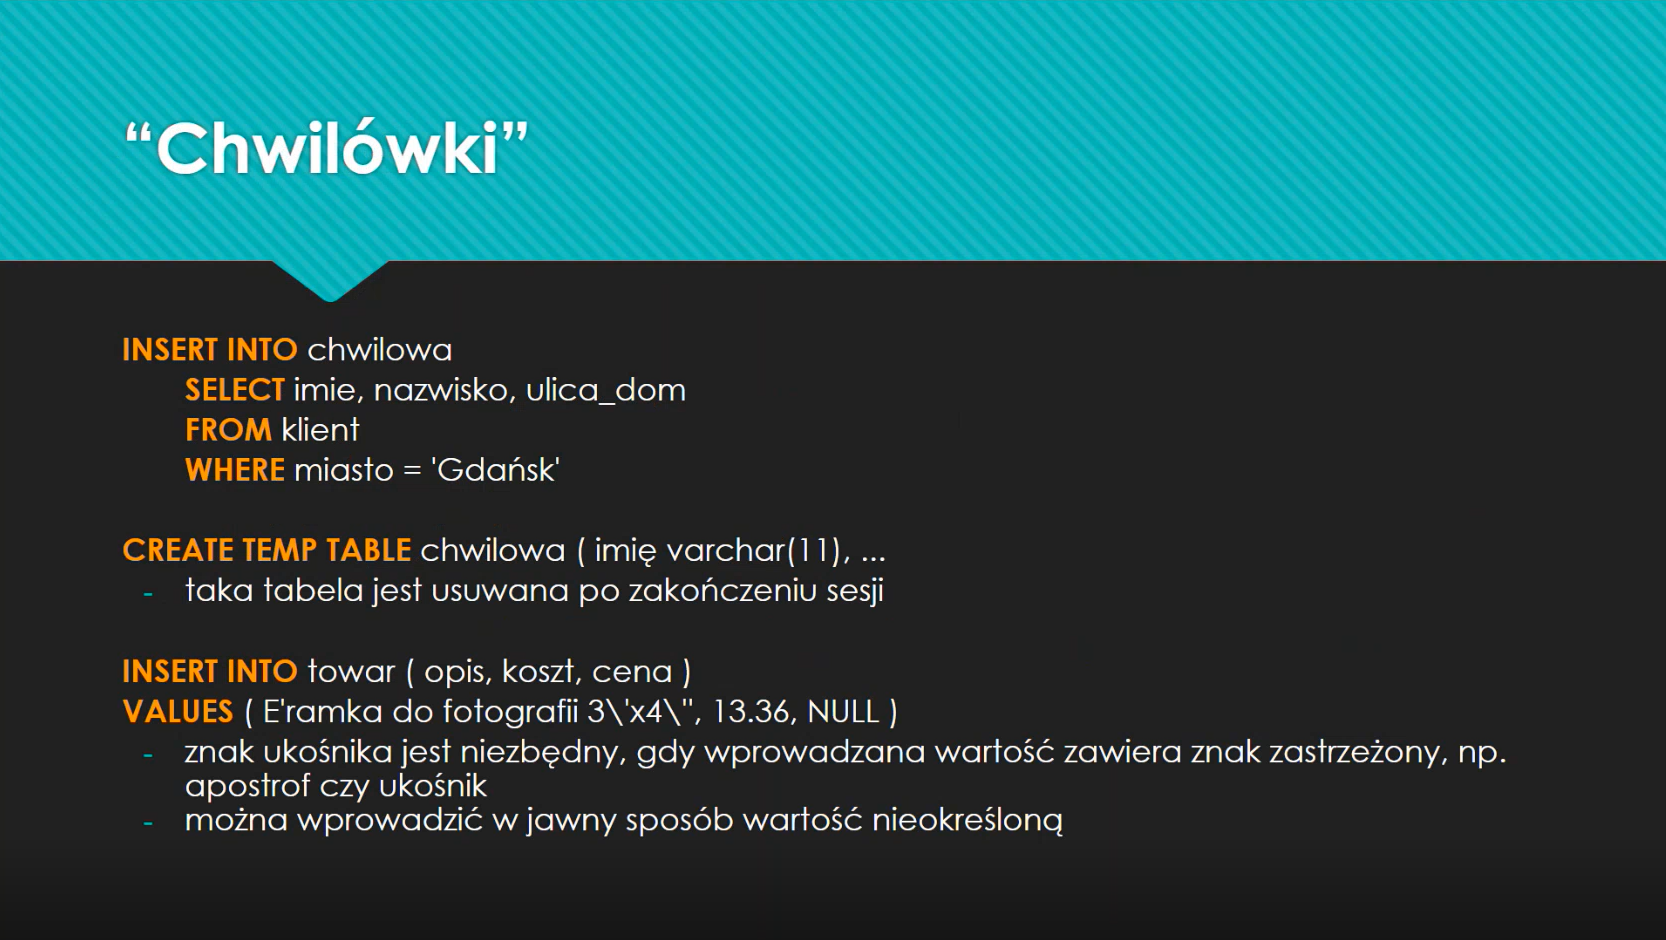 “Chwilówki”
INSERT INTO chwilowa
SELECT imie, nazwisko, ulica_dom
FROM klient
WHERE miasto = 'Gdańsk'
CREATE TEMP TABLE chwilowa ( imię varchar(11), ...
- taka tabela jest usuwana po zakończeniu sesji
INSERT INTO towar ( opis, koszt, cena )
VALUES ( E'ramka do fotografii 3\'x4\'', 13.36, NULL )
- znak ukośnika jest niezbędny, gdy wprowadzana wartość zawiera znak zastrzeżony, np.
apostrof czy ukośnik
- można wprowadzić w jawny sposób wartość nieokreśloną